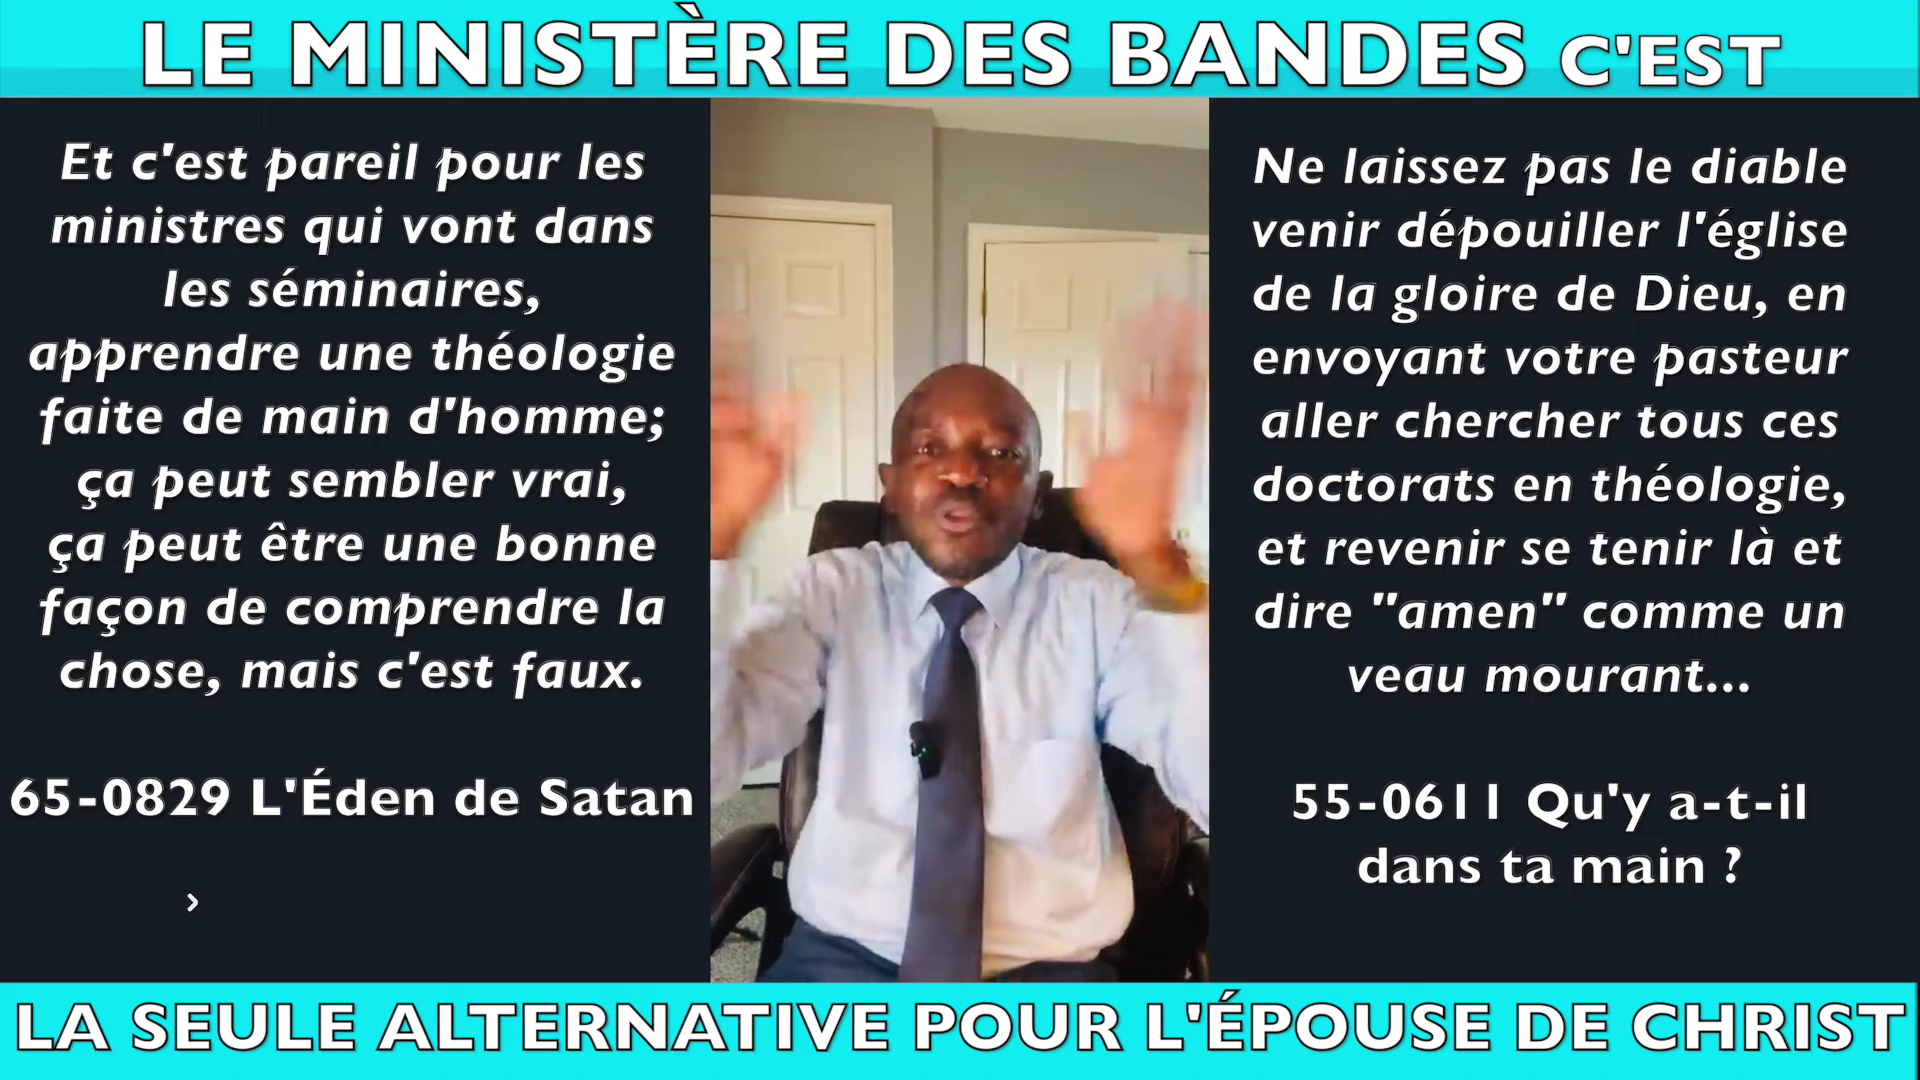 LE MINISTÈRE DES BANDES C'EST
Et c'est pareil pour les
ministres qui vont dans
les séminaires,
apprendre une théologie
faite de main d'homme;
ça peut sembler vrai,
ça peut être une bonne
façon de comprendre la
chose, mais c'est faux.
65-0829 L'Éden de Satan
›
Ne laissez pas le diable
venir dépouiller l'église
de la gloire de Dieu, en
envoyant votre pasteur
aller chercher tous ces
doctorats en théologie,
et revenir se tenir là et
dire "amen" comme un
veau mourant...
55-0611 Qu'y a-t-il
dans ta main ?
LA SEULE ALTERNATIVE POUR L'ÉPOUSE DE CHRIST